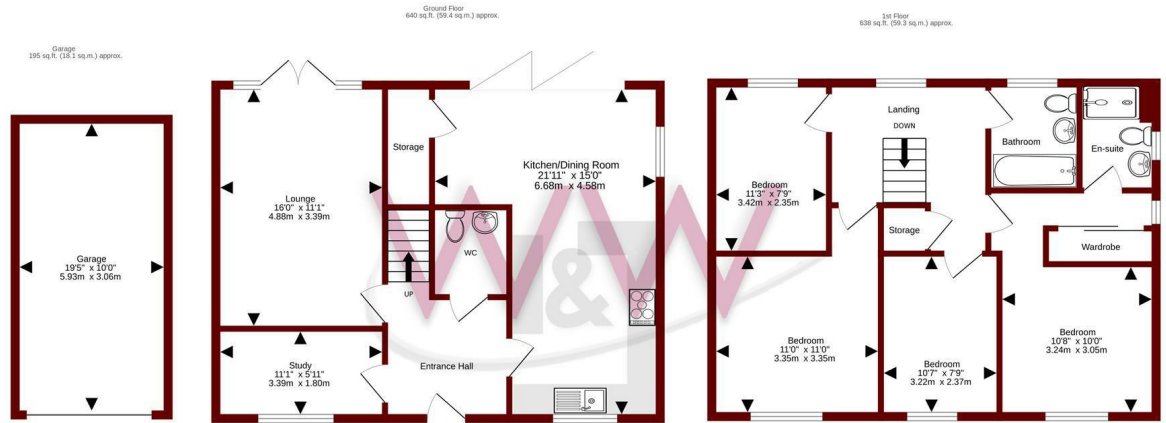 Garage
195 sq.ft. (18.1 sq.m.) approx.
Ground Floor
640 sq.ft. (59.4 sq.m.) approx.
1st Floor
638 sq.ft. (59.3 sq.m.) approx.
Garage
19'5" x 10'0"
5.93m x 3.06m
Lounge
16'0" x 11'1"
4.88m x 3.39m
Storage
Kitchen/Dining Room
21'11" x 15'0"
6.68m x 4.58m
WC
UP
Study
11'1" x 5'11"
3.39m x 1.80m
Entrance Hall
W&W
Landing
DOWN
Bathroom
En-suite
Bedroom
11'3" x 7'9"
3.42m x 2.35m
Storage
Wardrobe
Bedroom
11'0" x 11'0"
3.35m x 3.35m
Bedroom
10'7" x 7'9"
3.22m x 2.37m
Bedroom
10'8" x 10'0"
3.24m x 3.05m